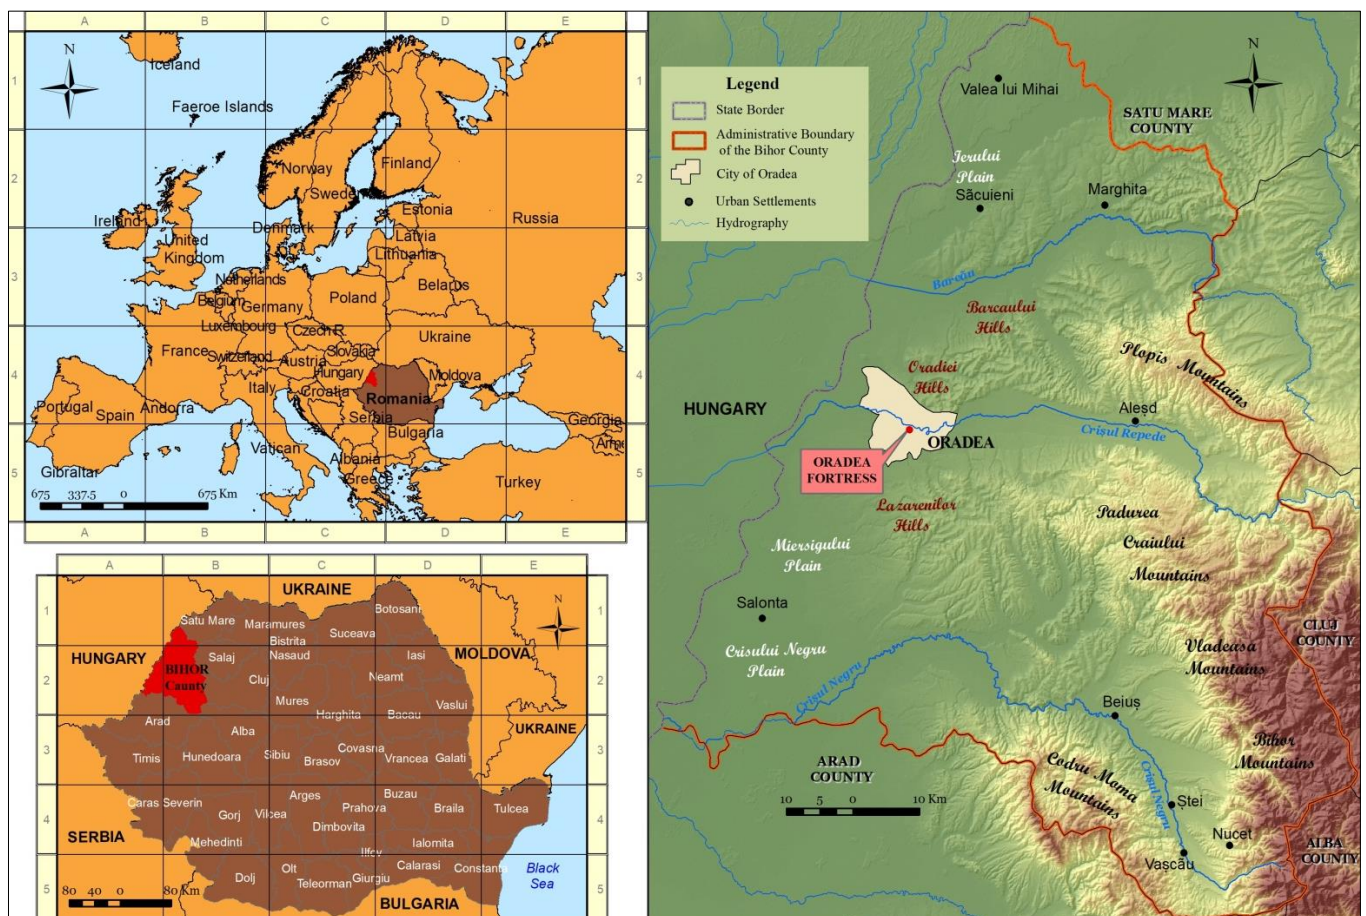 A B C D E
N
1
Iceland
Faeroe Islands
2
Norway
Finland
Sweden
Estonia
Russia
Ireland
Denmark
Latvia
United
Kingdom
Lithuania
3
Netherlands
Belarus
Belgium
Germany
Poland
Luxembourg
Czech R.
Ukraine
France
Switzerland
Slovakia
Austria
4
Hungary
Moldova
Italy
Croatia
Romania
Portugal
Spain
Andorra
Serbia
Georgia
Bulgaria
Vatican
Albania
Gibraltar
Greece
Turkey
5
675 337.5 0 675 Km
A B C D E
A B C D E
UKRAINE
N
1
Satu Mare
Maramures
Botosani
Suceava
Bistrita
Nasaud
HUNGARY
BIHOR
Caunty
Salaj
Iasi
MOLDOVA
2
Cluj
Neamt
Mures
Vaslui
Harghita
Bacau
Arad
Alba
UKRAINE
3
Timis
Hunedoara
Sibiu
Covasna
Brasov
Vrancea
Galati
Caras Severin
Arges
Buzau
Gorj
Vilcea
Prahova
Braila
Tulcea
4
Dimbovita
SERBIA
Mehedinti
Ilfov
Ialomita
Calarasi
Constanta
Dolj
Olt
Teleorman
Giurgiu
Black
Sea
5
80 40 0 80 Km
BULGARIA
Legend
State Border
Administrative Boundary
of the Bihor County
City of Oradea
Urban Settlements
Hydrography
N
Valea lui Mihai
SATU MARE
COUNTY
Ierului
Plain
Săcuieni
Marghita
Barcău
Barcaului
Hills
Plopis Mountains
Oradiei
Hills
HUNGARY
Aleșd
Crișul Repede
ORADEA
ORADEA
FORTRESS
Lazarenilor
Hills
Padurea
Craiului
Mountains
Miersigului
Plain
Salonta
CLUJ
COUNTY
Vladeasa
Mountains
Crisului Negru
Plain
Crișul Negru
Beiuș
Bihor
Mountains
ARAD
COUNTY
Codru Moma
Mountains
10 5 0 10 Km
Crișul Negru
Ștei
Nucet
Vașcău
ALBA
COUNTY